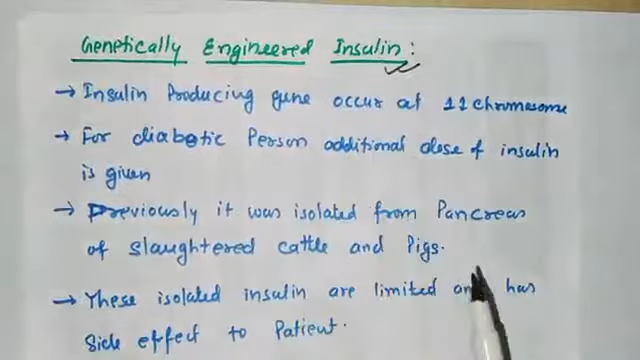 Genetically Engineered Insulin :
→ Insulin Producing gene occur at 11 chromosome
→ For diabetic Person additional dose of insulin
is given
→ Previously it was isolated from Pancreas
of slaughtered cattle and Pigs.
→ These isolated insulin are limited has
Side effect to Patient.